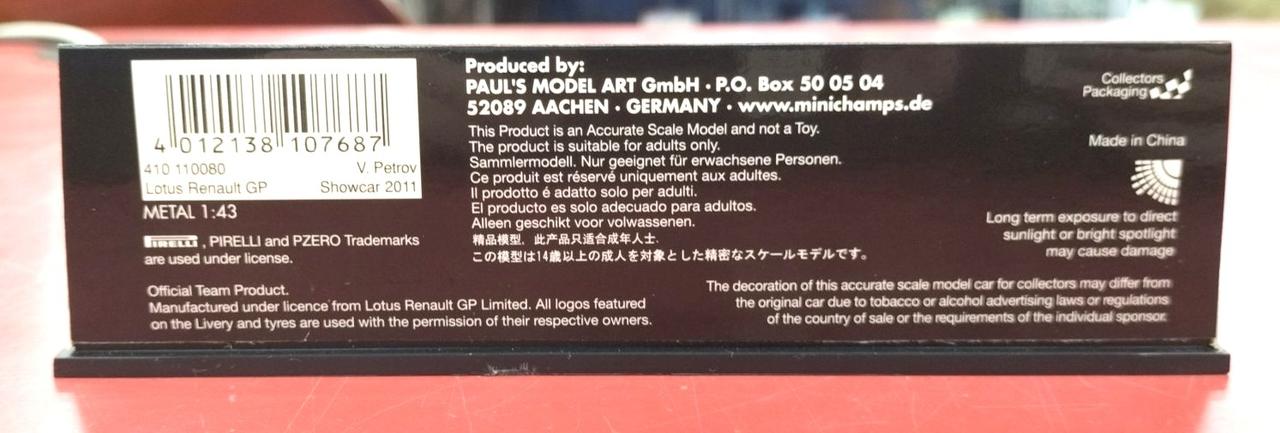 4 012138 107687
410 110080 V. Petrov
Lotus Renault GP Showcar 2011
METAL 1:43
PIRELLI , PIRELLI and PZERO Trademarks
are used under license.
Official Team Product.
Manufactured under licence from Lotus Renault GP Limited. All logos featured
on the Livery and tyres are used with the permission of their respective owners.
Produced by:
PAUL'S MODEL ART GmbH · P.O. Box 50 05 04
52089 AACHEN · GERMANY · www.minichamps.de
This Product is an Accurate Scale Model and not a Toy.
The product is suitable for adults only.
Sammlermodell. Nur geeignet für erwachsene Personen.
Ce produit est réservé uniquement aux adultes.
Il prodotto é adatto solo per adulti.
El producto es solo adecuado para adultos.
Alleen geschikt voor volwassenen.
精品模型，此产品只适合成年人士.
この模型は14歳以上の成人を対象とした精密なスケールモデルです。
Collectors
Packaging
Made in China
Long term exposure to direct
sunlight or bright spotlight
may cause damage
The decoration of this accurate scale model car for collectors may differ from
the original car due to tobacco or alcohol advertising laws or regulations
of the country of sale or the requirements of the individual sponsor.